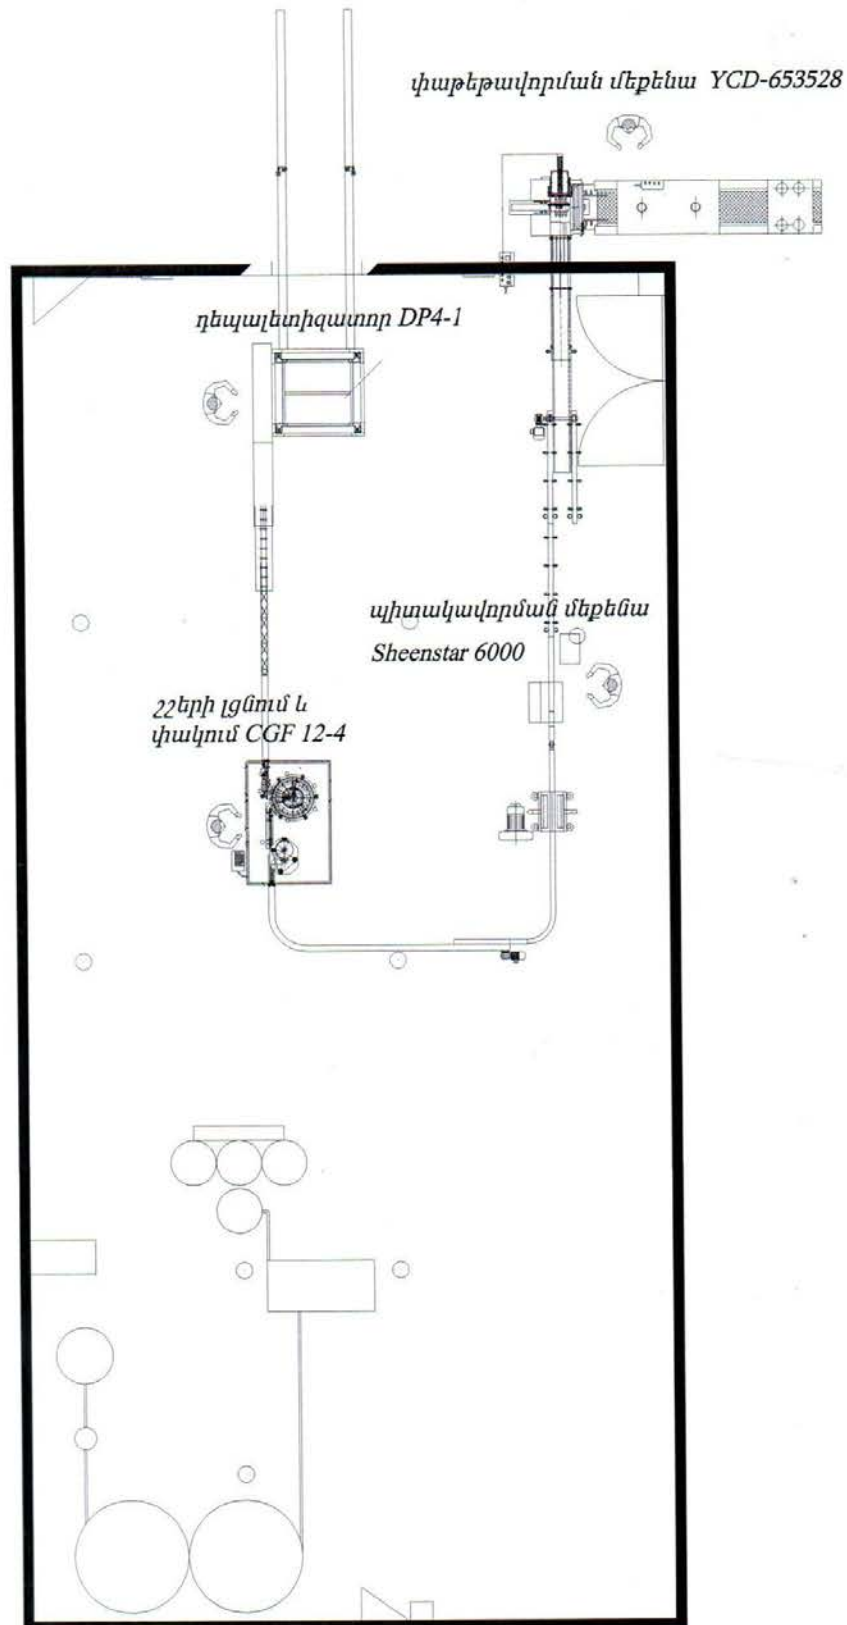 փաթեթավորման մեքենա YCD-653528
դեպալետիզատոր DP4-1
պիտակավորման մեքենա
Sheenstar 6000
շշերի լցնում և
փակում CGF 12-4